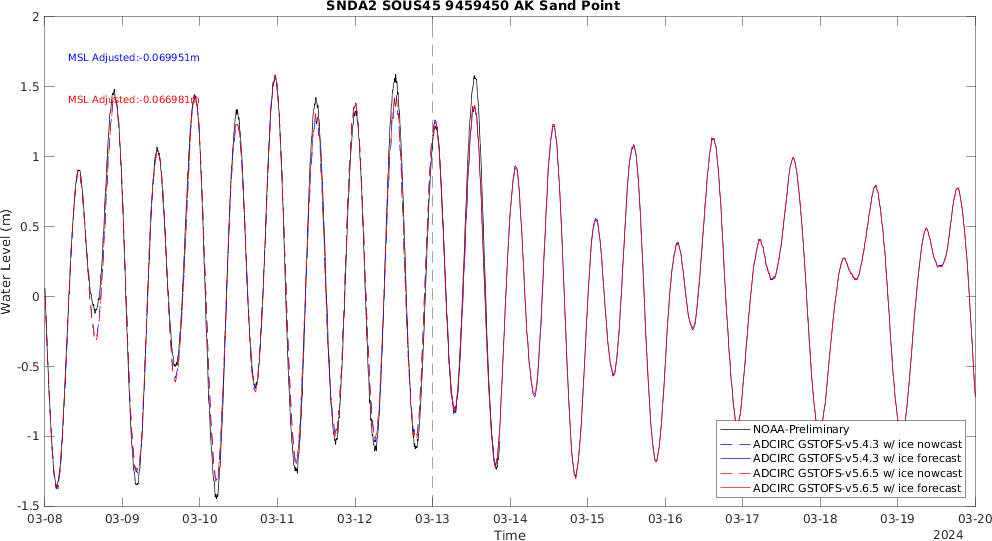 SNDA2 SOUS45 9459450 AK Sand Point
2
MSL Adjusted:-0.069951m
1.5
MSL Adjusted:-0.066981m
1
0.5
Water Level (m)
0
-0.5
-1
-1.5
NOAA-Preliminary
ADCIRC GSTOFS-v5.4.3 w/ ice nowcast
ADCIRC GSTOFS-v5.4.3 w/ ice forecast
ADCIRC GSTOFS-v5.6.5 w/ ice nowcast
ADCIRC GSTOFS-v5.6.5 w/ ice forecast
03-08 03-09 03-10 03-11 03-12 03-13 03-14 03-15 03-16 03-17 03-18 03-19 03-20
Time
2024